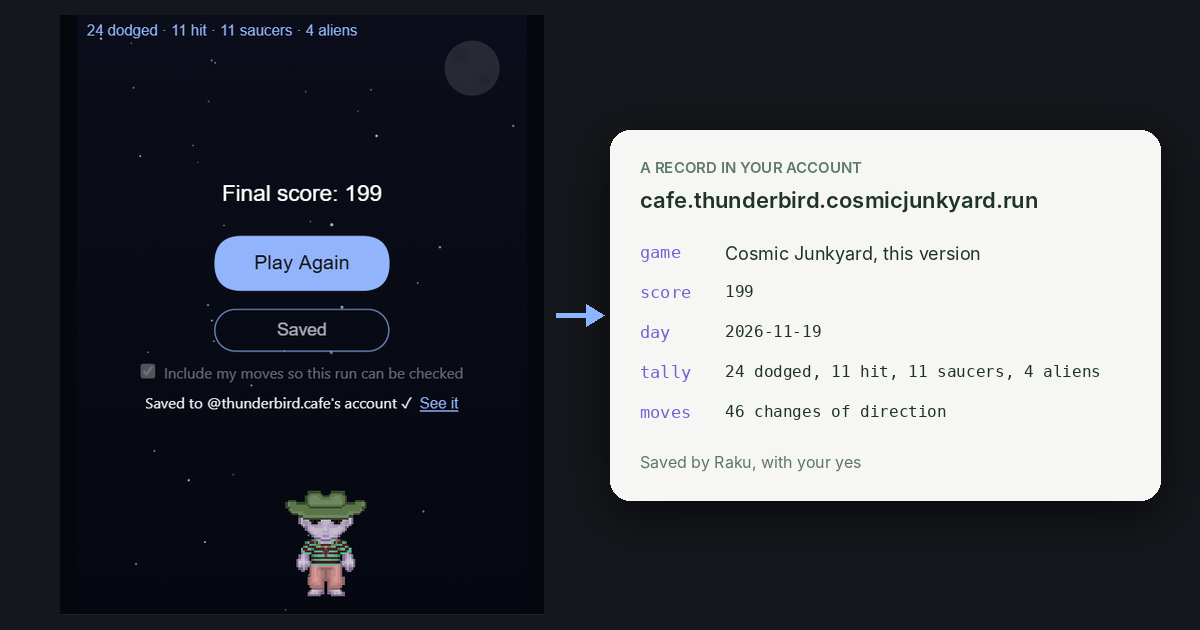 24 dodged · 11 hit · 11 saucers · 4 aliens
Final score: 199
Play Again
Saved
Include my moves so this run can be checked
Saved to @thunderbird.cafe's account ✓ See it
A RECORD IN YOUR ACCOUNT
cafe.thunderbird.cosmicjunkyard.run
game Cosmic Junkyard, this version
score 199
day 2026-11-19
tally 24 dodged, 11 hit, 11 saucers, 4 aliens
moves 46 changes of direction
Saved by Raku, with your yes